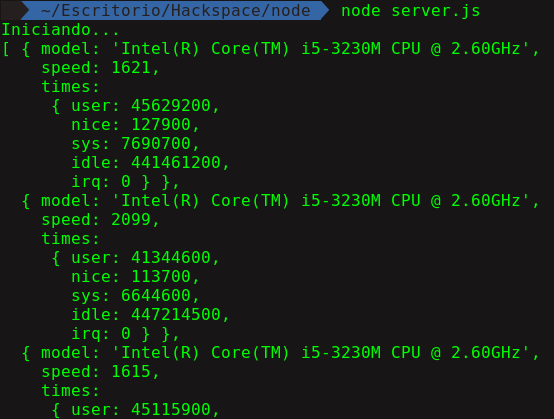 ~/Escritorio/Hackspace/node node server.js
Iniciando...
[ { model: 'Intel(R) Core(TM) i5-3230M CPU @ 2.60GHz',
speed: 1621,
times:
{ user: 45629200,
nice: 127900,
sys: 7690700,
idle: 441461200,
irq: 0 } },
{ model: 'Intel(R) Core(TM) i5-3230M CPU @ 2.60GHz',
speed: 2099,
times:
{ user: 41344600,
nice: 113700,
sys: 6644600,
idle: 447214500,
irq: 0 } },
{ model: 'Intel(R) Core(TM) i5-3230M CPU @ 2.60GHz',
speed: 1615,
times:
{ user: 45115900,